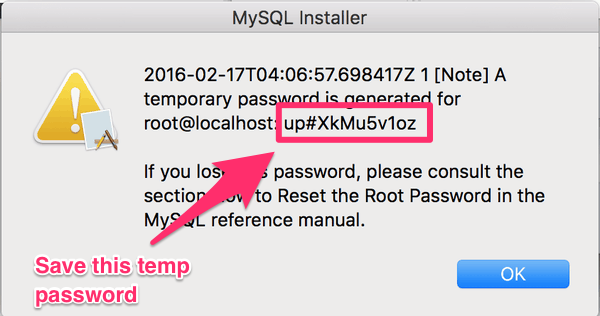 MySQL Installer
2016-02-17T04:06:57.698417Z 1 [Note] A
temporary password is generated for
root@localhost: up#XkMu5v1oz
If you los password, please consult the
section ow to Reset the Root Password in the
MySQL reference manual.
Save this temp
password
OK